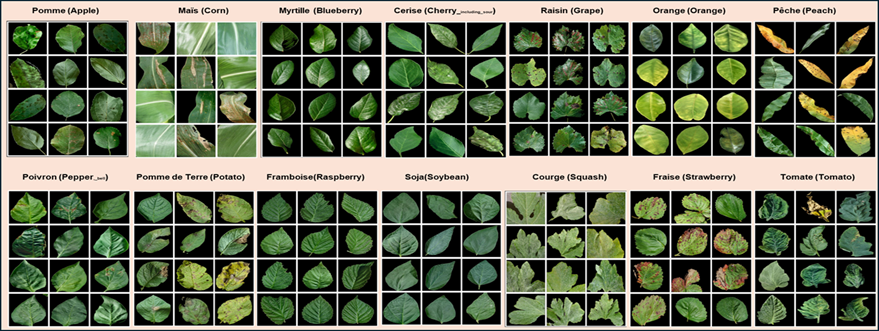 Pomme (Apple)
Maïs (Corn)
Myrtille (Blueberry)
Cerise (Cherry_including_sour)
Raisin (Grape)
Orange (Orange)
Pêche (Peach)
Poivron (Pepper_bell)
Pomme de Terre (Potato)
Framboise(Raspberry)
Soja(Soybean)
Courge (Squash)
Fraise (Strawberry)
Tomate (Tomato)